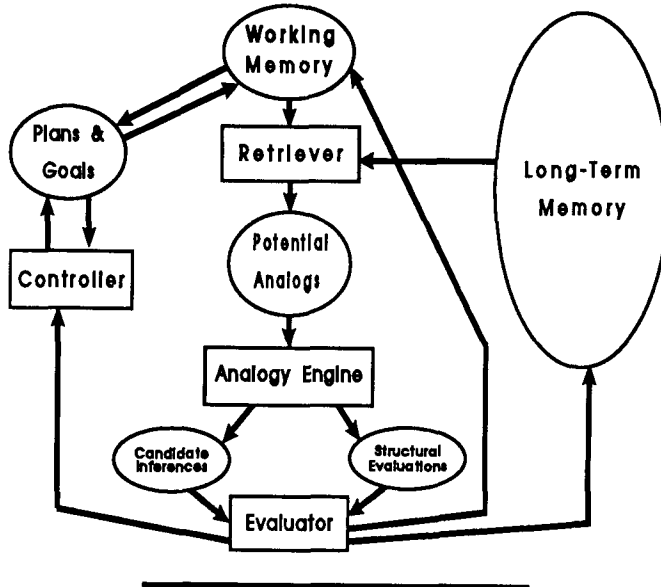 Working
Memory
Plans &
Goals
Retriever
Long-Term
Memory
Potential
Analogs
Controller
Analogy Engine
Candidate
Inferences
Structural
Evaluations
Evaluator